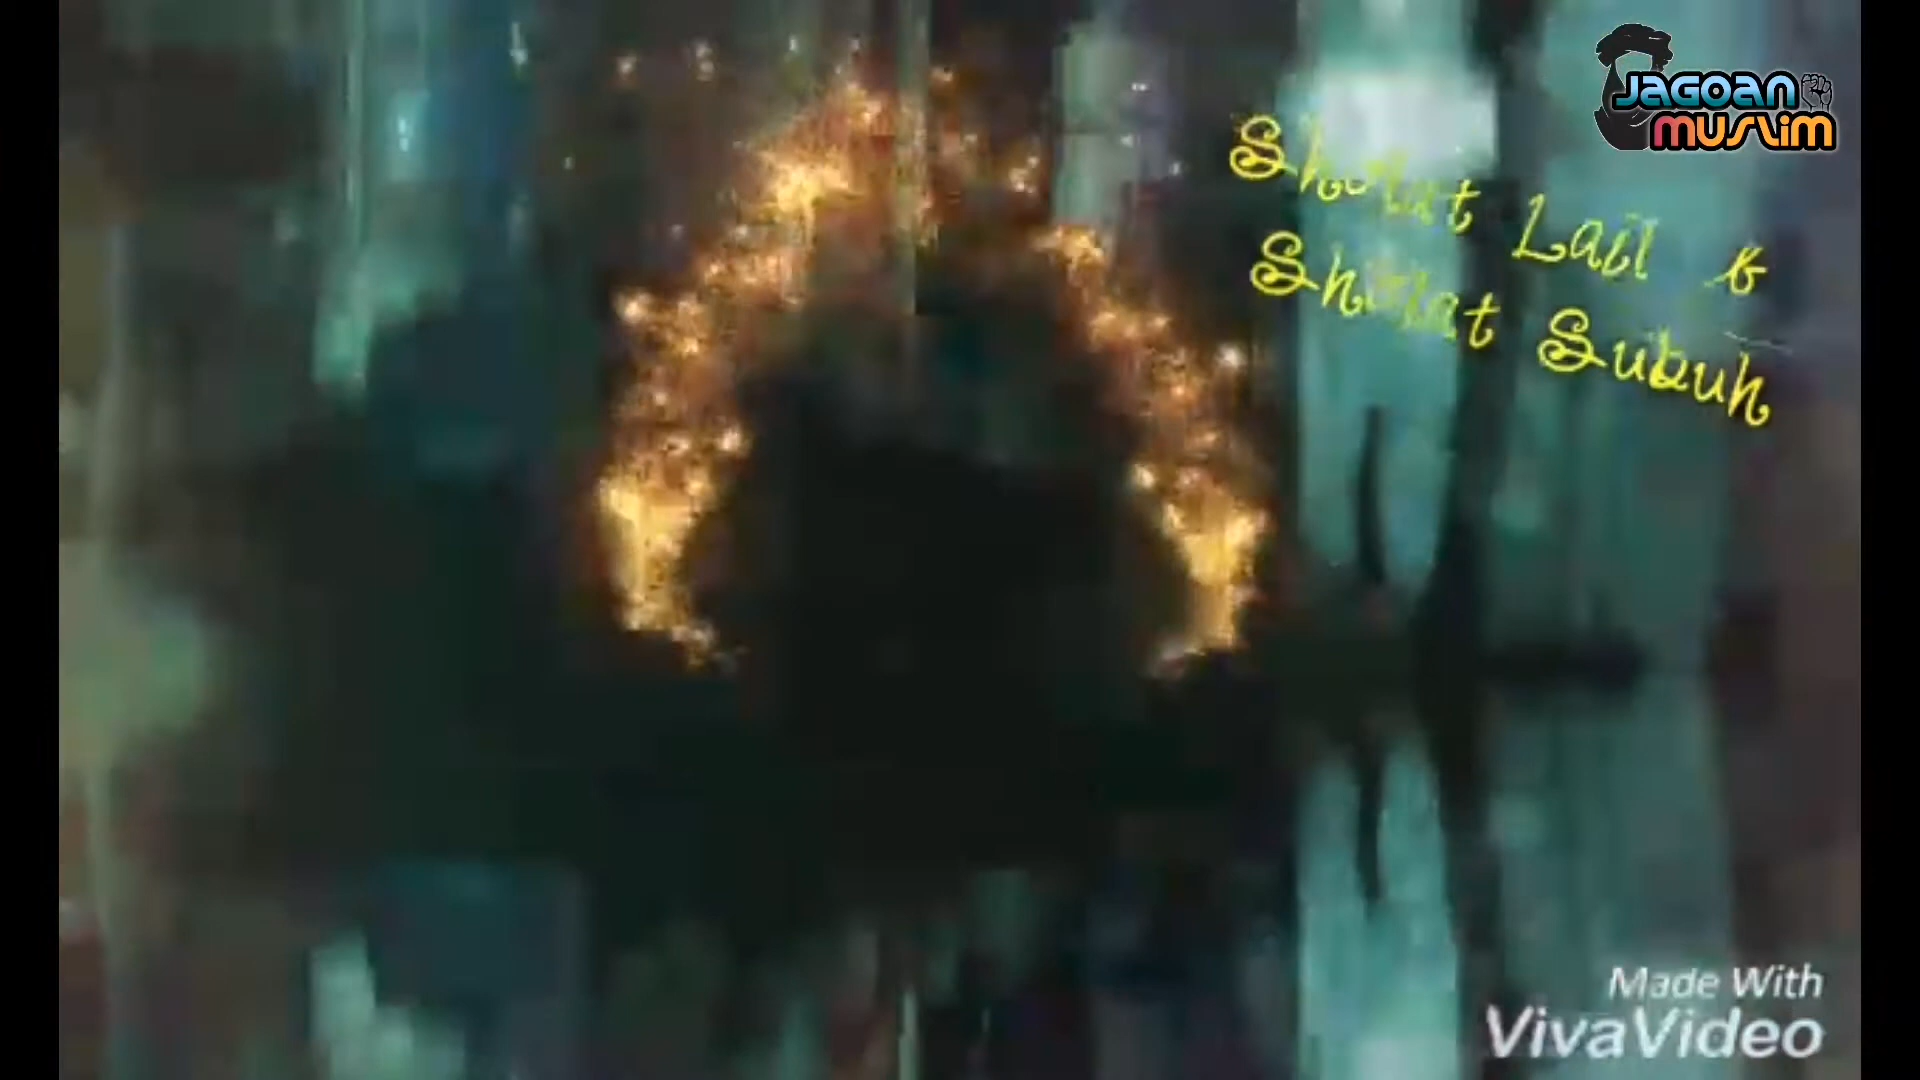 JAGOAN
MUSLIM
Sholat Lail &
Sholat Subuh
Made With
VivaVideo